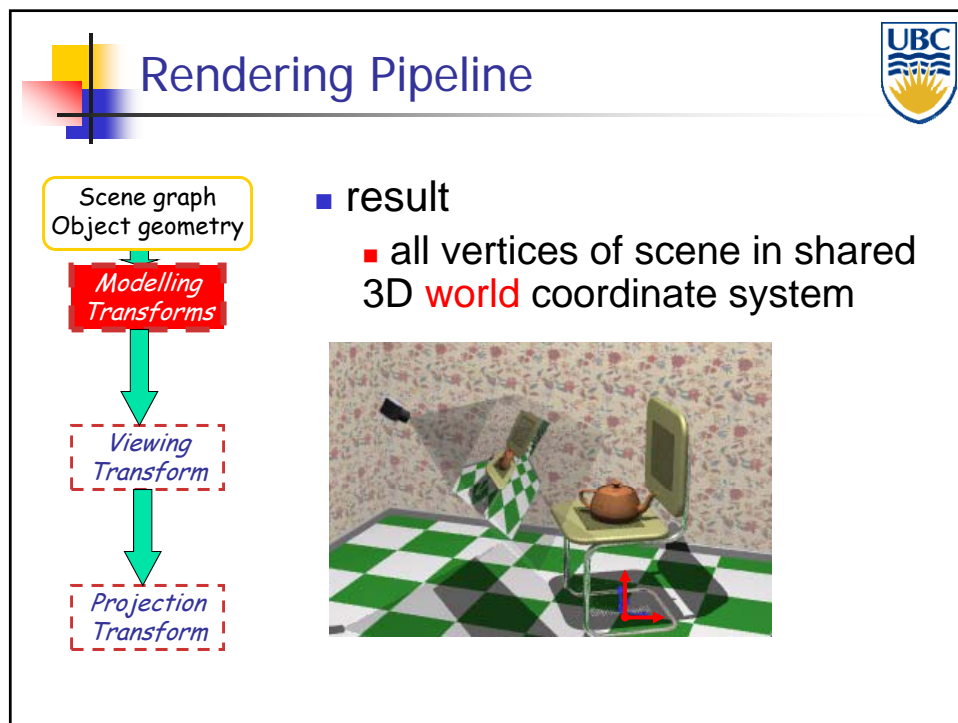 Rendering Pipeline
UBC
Scene graph
Object geometry
Modelling
Transforms
Viewing
Transform
Projection
Transform
result
all vertices of scene in shared
3D world coordinate system